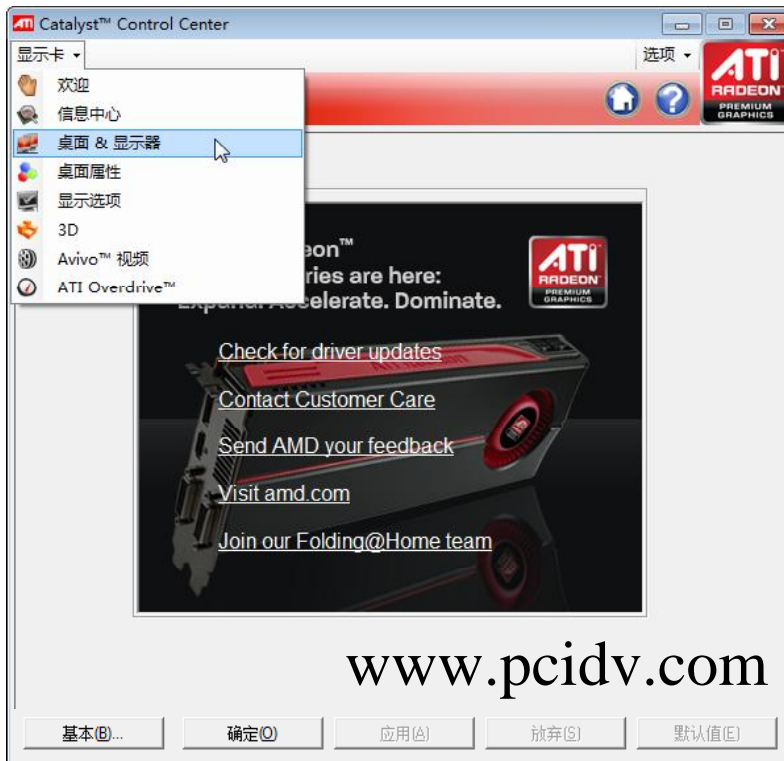 ATI Catalyst™ Control Center
显示卡 选项
ATI
RADEON
PREMIUM
GRAPHICS
欢迎
信息中心
桌面 & 显示器
桌面属性
显示选项
3D
Avivo™ 视频
ATI Overdrive™
eon™
ries are here:
Accelerate. Dominate.
ATI
RADEON
PREMIUM
GRAPHICS
Check for driver updates
Contact Customer Care
Send AMD your feedback
Visit amd.com
Join our Folding@Home team
www.pcidv.com
基本(B)... 确定(O) 应用(A) 放弃(S) 默认值(E)